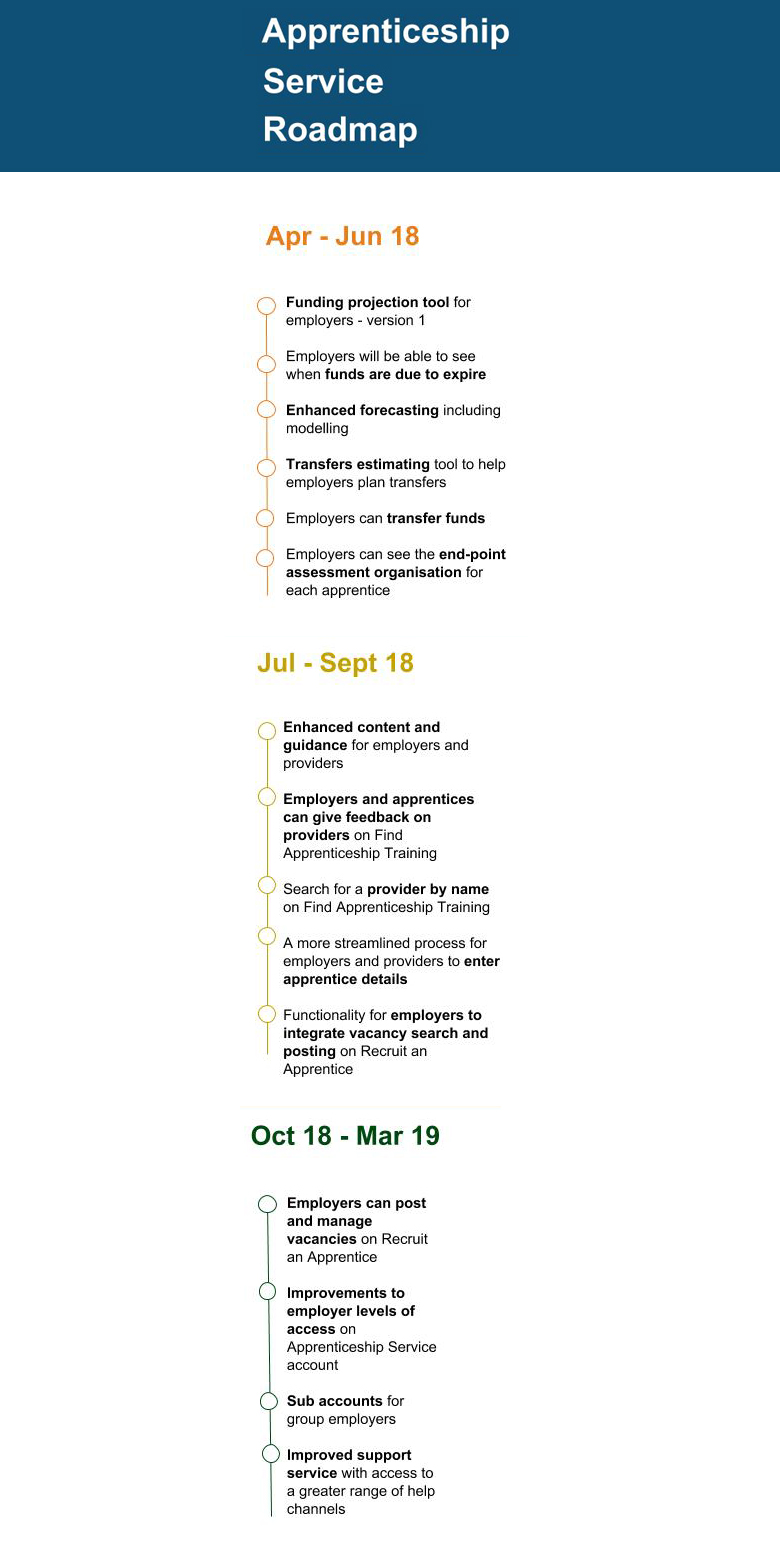 Apprenticeship
Service
Roadmap
Apr - Jun 18
Funding projection tool for
employers - version 1
Employers will be able to see
when funds are due to expire
Enhanced forecasting including
modelling
Transfers estimating tool to help
employers plan transfers
Employers can transfer funds
Employers can see the end-point
assessment organisation for
each apprentice
Jul - Sept 18
Enhanced content and
guidance for employers and
providers
Employers and apprentices
can give feedback on
providers on Find
Apprenticeship Training
Search for a provider by name
on Find Apprenticeship Training
A more streamlined process for
employers and providers to enter
apprentice details
Functionality for employers to
integrate vacancy search and
posting on Recruit an
Apprentice
Oct 18 - Mar 19
Employers can post
and manage
vacancies on Recruit
an Apprentice
Improvements to
employer levels of
access on
Apprenticeship Service
account
Sub accounts for
group employers
Improved support
service with access to
a greater range of help
channels